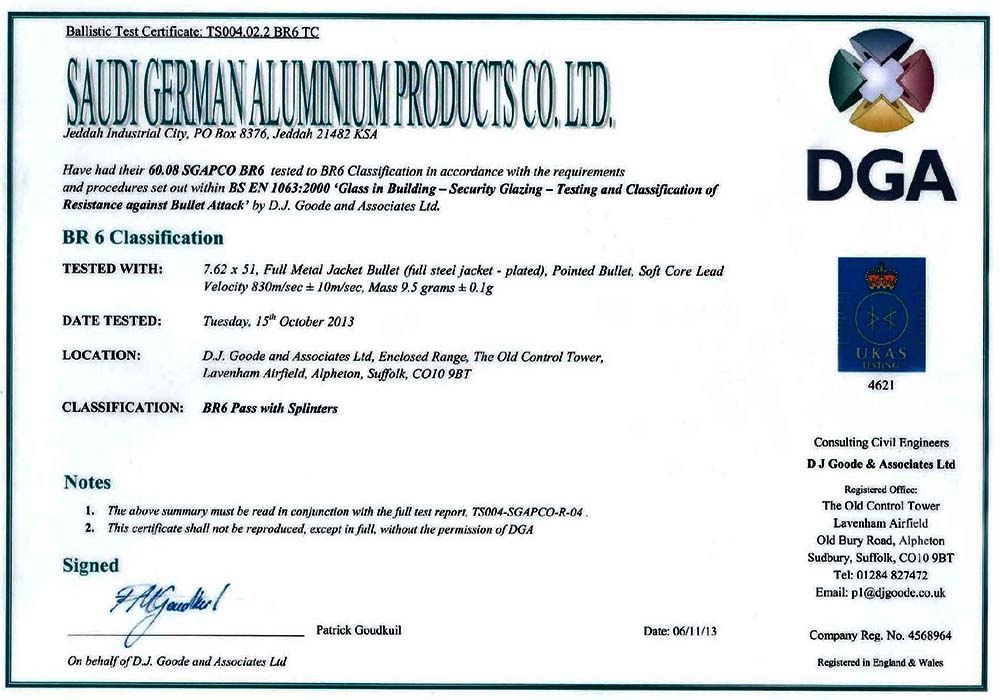 Ballistic Test Certificate: TS004.02.2 BR6 TC
SAUDI GERMAN ALUMINIUM PRODUCTS CO. LTD.
Jeddah Industrial City, PO Box 8376, Jeddah 21482 KSA
Have had their 60.08 SGAPCO BR6 tested to BR6 Classification in accordance with the requirements
and procedures set out within BS EN 1063:2000 ‘Glass in Building – Security Glazing – Testing and Classification of
Resistance against Bullet Attack’ by D.J. Goode and Associates Ltd.
BR 6 Classification
TESTED WITH: 7.62 x 51, Full Metal Jacket Bullet (full steel jacket - plated), Pointed Bullet, Soft Core Lead
Velocity 830m/sec ± 10m/sec, Mass 9.5 grams ± 0.1g
DATE TESTED: Tuesday, 15th October 2013
LOCATION: D.J. Goode and Associates Ltd, Enclosed Range, The Old Control Tower,
Lavenham Airfield, Alpheton, Suffolk, CO10 9BT
CLASSIFICATION: BR6 Pass with Splinters
Notes
1. The above summary must be read in conjunction with the full test report, TS004-SGAPCO-R-04 .
2. This certificate shall not be reproduced, except in full, without the permission of DGA
Signed
Patrick Goudkuil
Date: 06/11/13
On behalf of D.J. Goode and Associates Ltd
DGA
UKAS
TESTING
4621
Consulting Civil Engineers
D J Goode & Associates Ltd
Registered Office:
The Old Control Tower
Lavenham Airfield
Old Bury Road, Alpheton
Sudbury, Suffolk, CO10 9BT
Tel: 01284 827472
Email: p1@djgoode.co.uk
Company Reg. No. 4568964
Registered in England & Wales